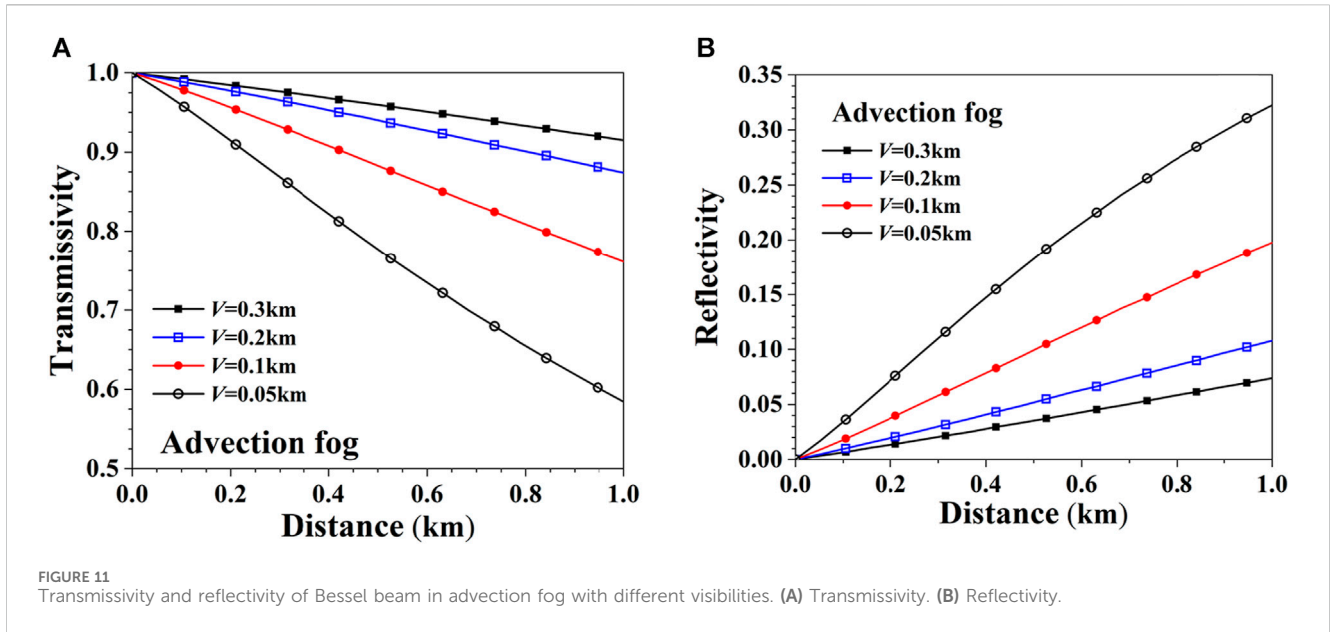 A
1.0
0.9
0.8
0.7
0.6
0.5
Transmissivity
V=0.3km
V=0.2km
V=0.1km
V=0.05km
Advection fog
0.0 0.2 0.4 0.6 0.8 1.0
Distance (km)
B
0.35
0.30
0.25
0.20
0.15
0.10
0.05
0.00
Reflectivity
Advection fog
V=0.3km
V=0.2km
V=0.1km
V=0.05km
0.0 0.2 0.4 0.6 0.8 1.0
Distance (km)
FIGURE 11
Transmissivity and reflectivity of Bessel beam in advection fog with different visibilities. (A) Transmissivity. (B) Reflectivity.